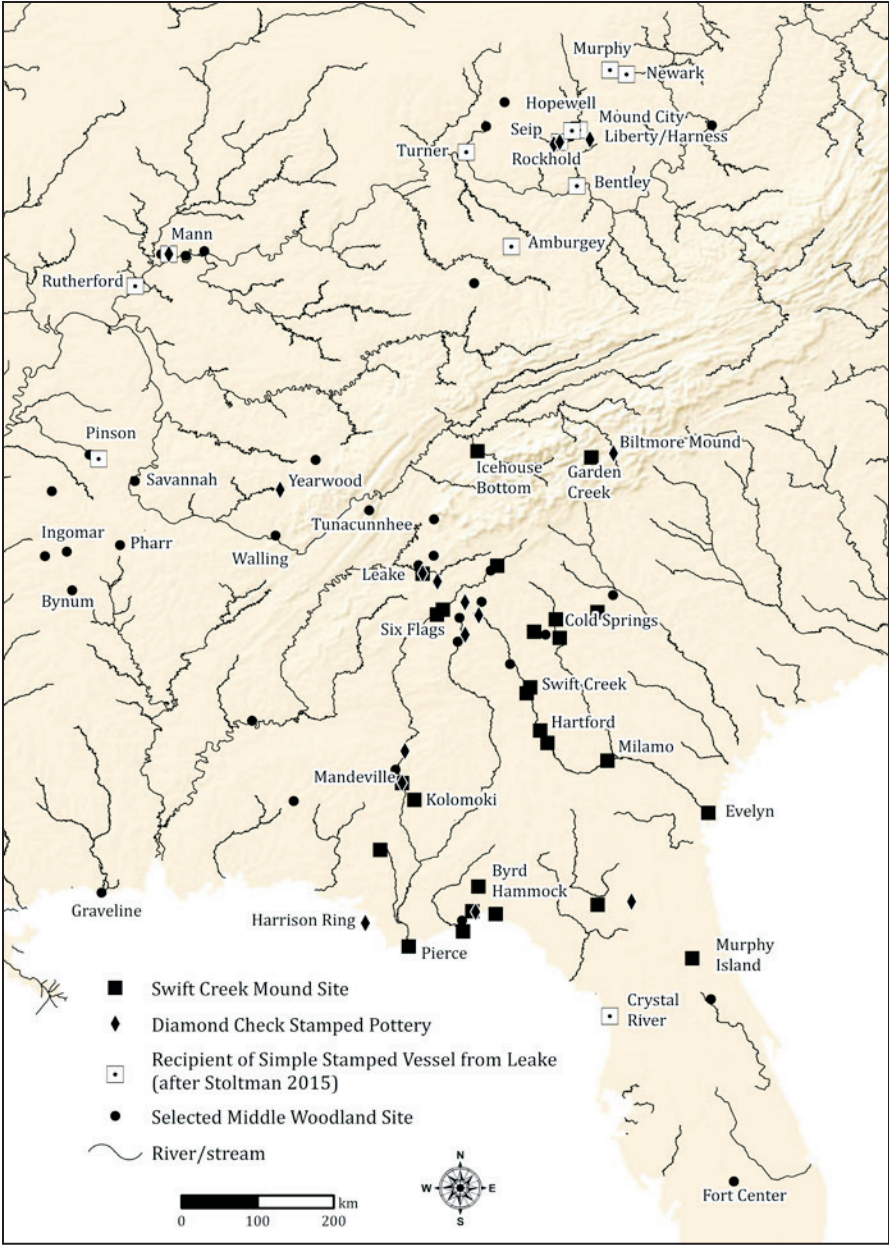 Murphy
Newark
Hopewell
Mound City
Seip
Liberty/Harness
Turner
Rockhold
Bentley
Mann
Amburgey
Rutherford
Pinson
Biltmore Mound
Savannah
Yearwood
Icehouse
Bottom
Garden
Creek
Tunacunnhee
Ingomar
Pharr
Walling
Leake
Bynum
Six Flags
Cold Springs
Swift Creek
Hartford
Milamo
Mandeville
Kolomoki
Evelyn
Byrd
Hammock
Graveline
Harrison Ring
Pierce
Murphy
Island
Crystal
River
Swift Creek Mound Site
Diamond Check Stamped Pottery
Recipient of Simple Stamped Vessel from Leake
(after Stoltman 2015)
Selected Middle Woodland Site
River/stream
N
W E
S
km
0 100 200
Fort Center